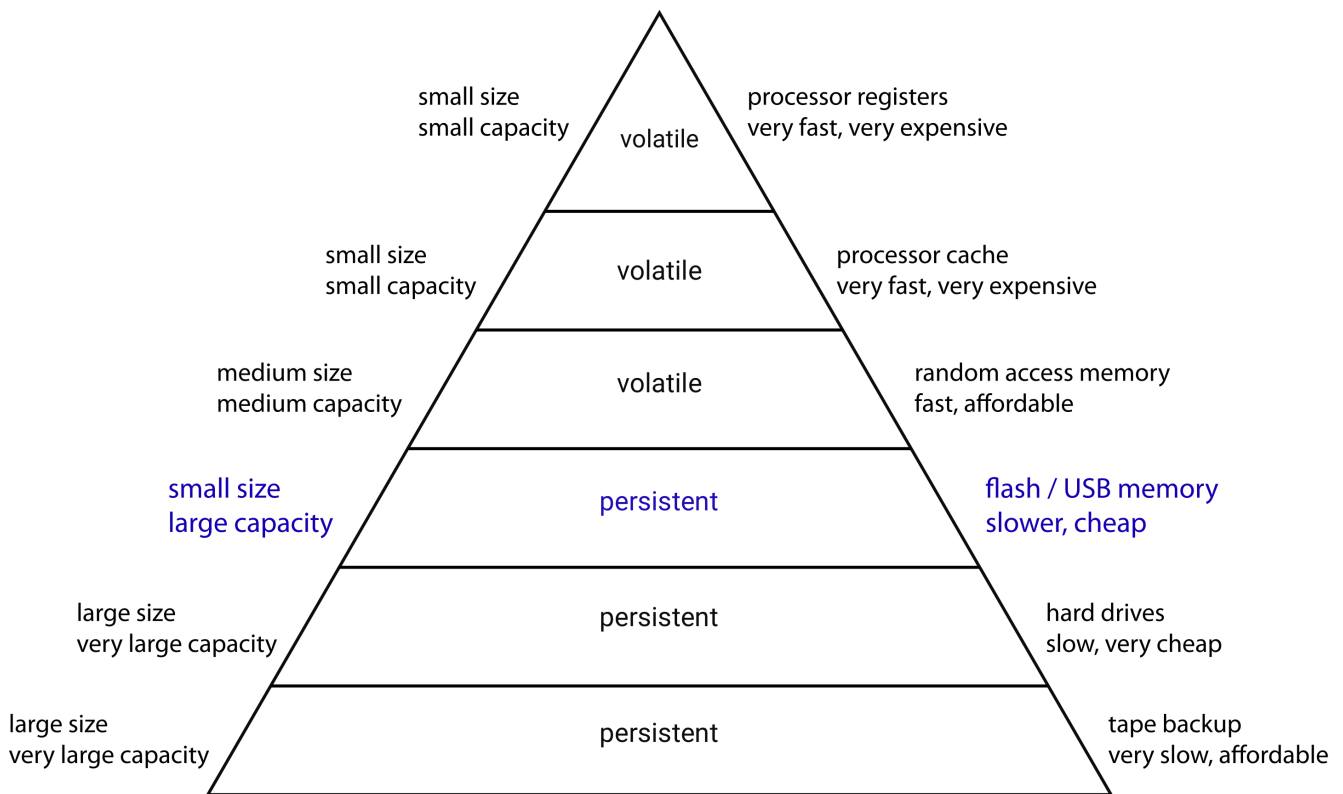 small size
small capacity
volatile
processor registers
very fast, very expensive
small size
small capacity
volatile
processor cache
very fast, very expensive
medium size
medium capacity
volatile
random access memory
fast, affordable
small size
large capacity
persistent
flash / USB memory
slower, cheap
large size
very large capacity
persistent
hard drives
slow, very cheap
large size
very large capacity
persistent
tape backup
very slow, affordable